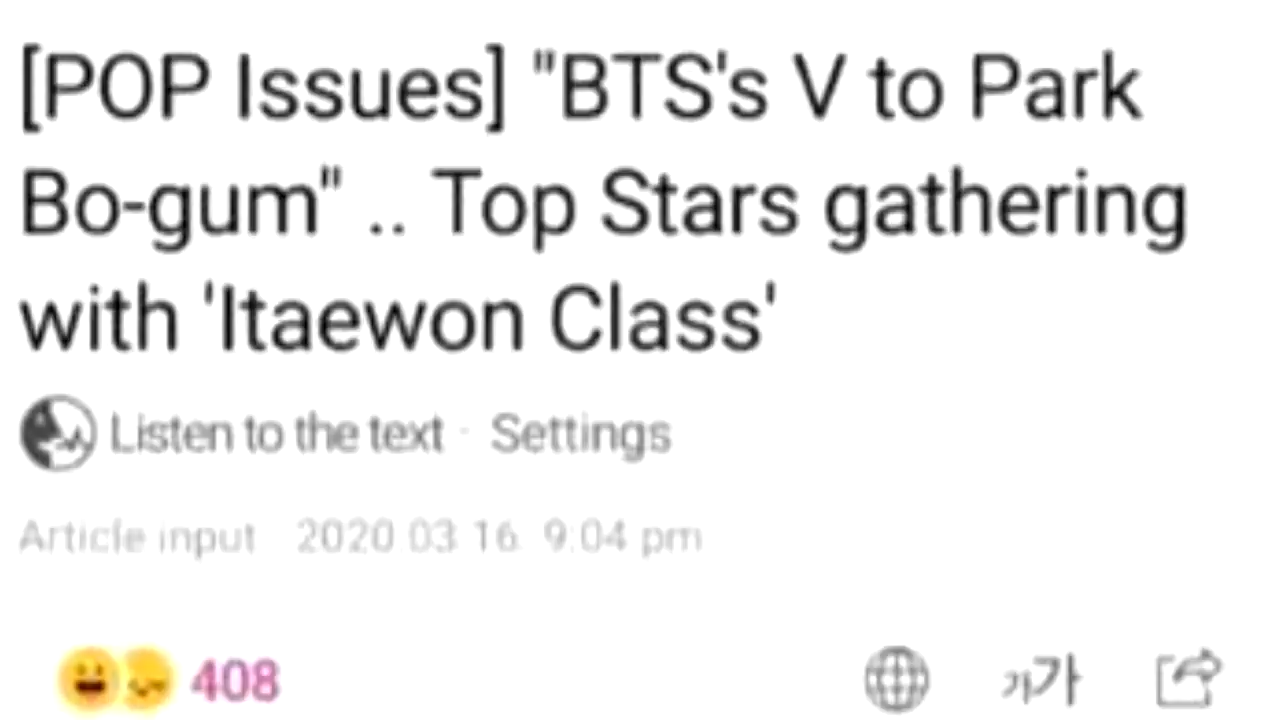 [POP Issues] "BTS's V to Park
Bo-gum" .. Top Stars gathering
with 'Itaewon Class'
Listen to the text · Settings
Article input 2020.03.16. 9:04 pm
408
가가